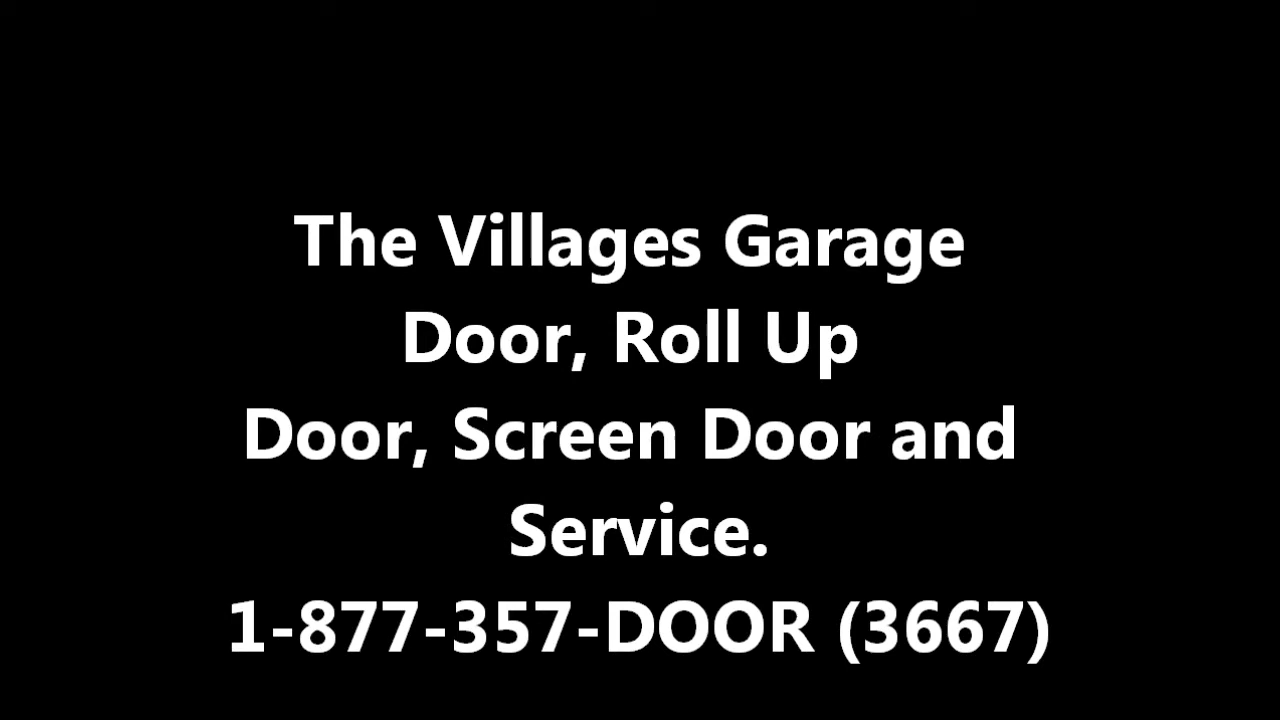 The Villages Garage
Door, Roll Up
Door, Screen Door and
Service.
1-877-357-DOOR (3667)